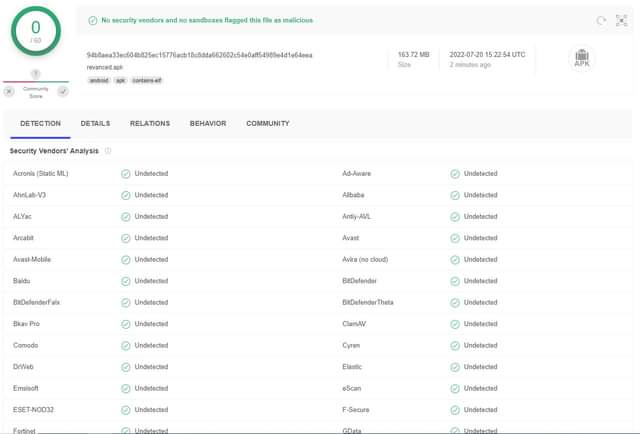 0
/ 60
No security vendors and no sandboxes flagged this file as malicious
revanced.apk
android apk contains-elf
163.72 MB
Size
2022-07-20 15:22:54 UTC
2 minutes ago
APK
?
Community
Score
DETECTION DETAILS RELATIONS BEHAVIOR COMMUNITY
Security Vendors' Analysis
Acronis (Static ML) Undetected Ad-Aware Undetected
AhnLab-V3 Undetected Alibaba Undetected
ALYac Undetected Antiy-AVL Undetected
Arcabit Undetected Avast Undetected
Avast-Mobile Undetected Avira (no cloud) Undetected
Baidu Undetected BitDefender Undetected
BitDefenderFalx Undetected BitDefenderTheta Undetected
Bkav Pro Undetected ClamAV Undetected
Comodo Undetected Cyren Undetected
DrWeb Undetected Elastic Undetected
Emsisoft Undetected eScan Undetected
ESET-NOD32 Undetected F-Secure Undetected
Fortinet Undetected GData Undetected